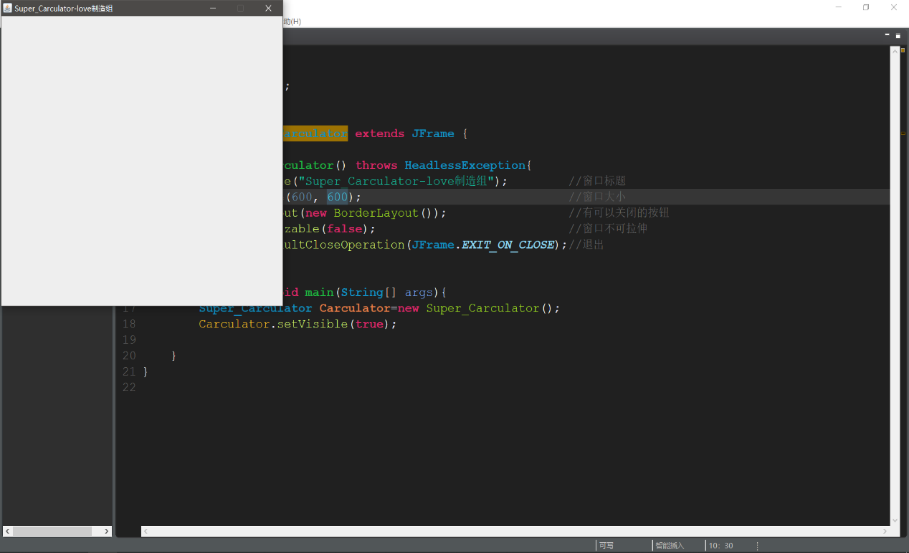 Super_Carculator-love制造组
助(H)
;
Carculator extends JFrame {
culator() throws HeadlessException{
e("Super_Carculator-love制造组"); //窗口标题
(600, 600); //窗口大小
ut(new BorderLayout()); //有可以关闭的按钮
zable(false); //窗口不可拉伸
ultCloseOperation(JFrame.EXIT_ON_CLOSE);//退出
id main(String[] args){
17 Super_Carculator Carculator=new Super_Carculator();
18 Carculator.setVisible(true);
19
20 }
21 }
22
可写 智能插入 10: 30